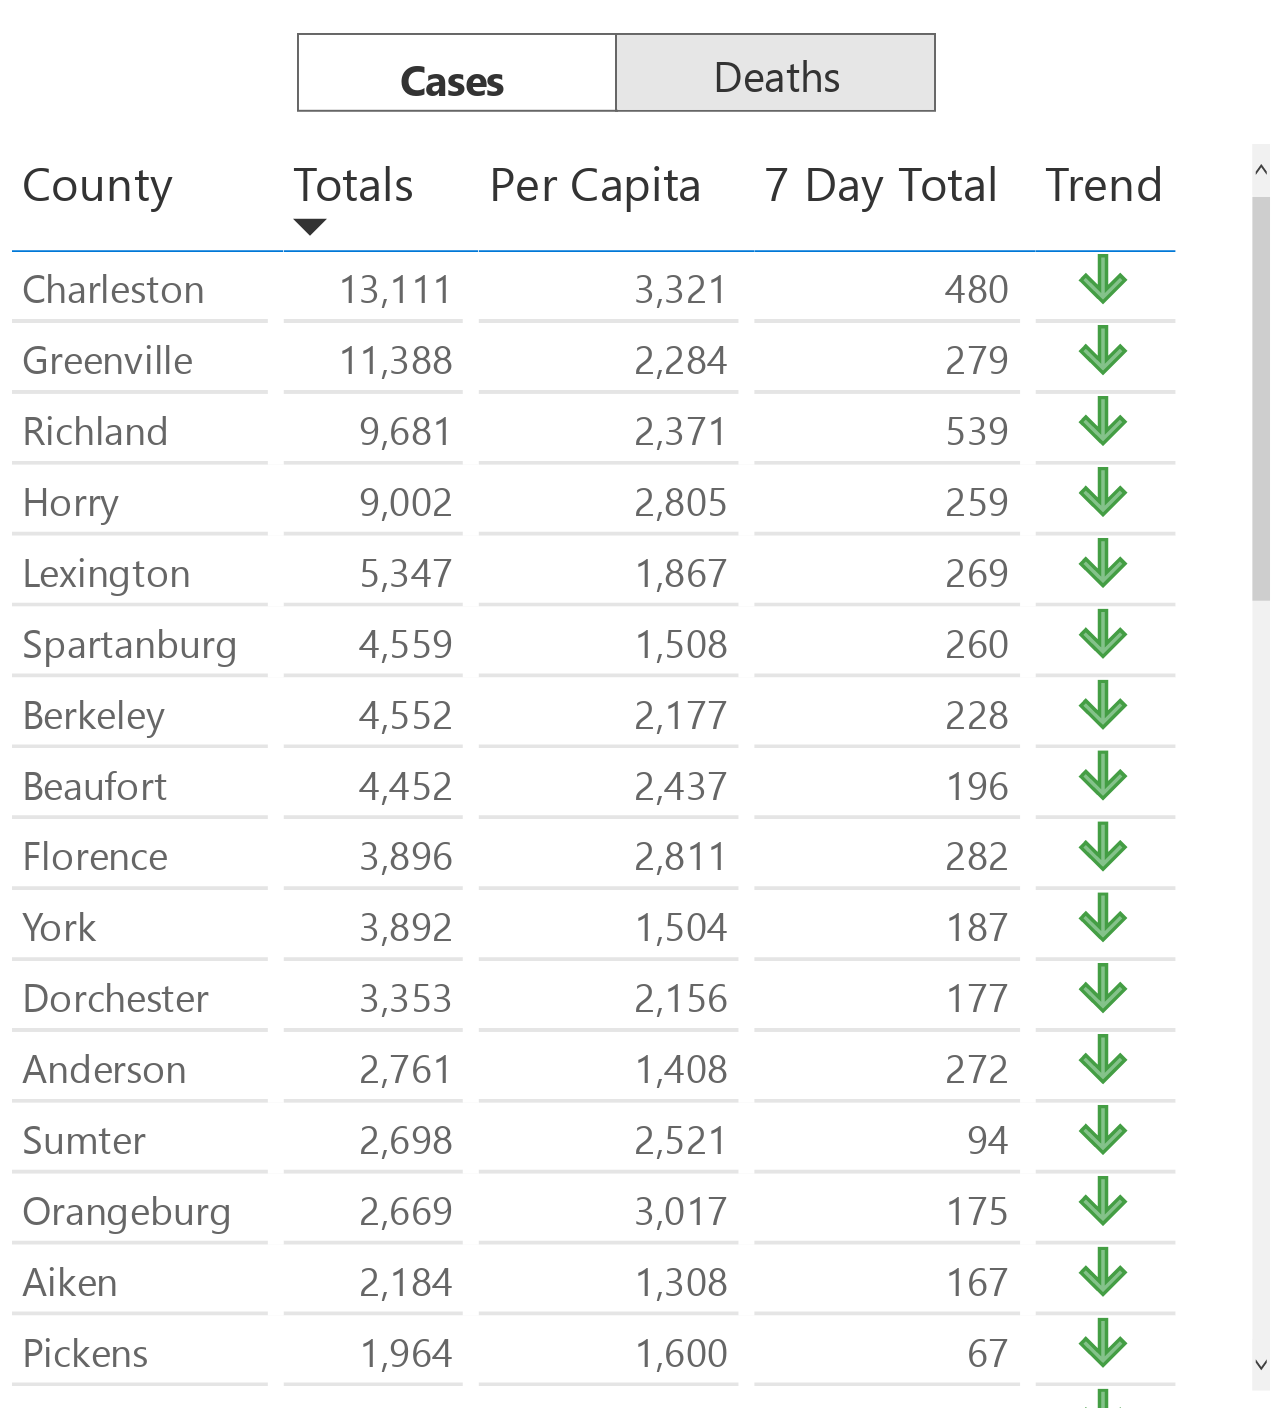 Cases Deaths
County Totals Per Capita 7 Day Total Trend
Charleston 13,111 3,321 480
Greenville 11,388 2,284 279
Richland 9,681 2,371 539
Horry 9,002 2,805 259
Lexington 5,347 1,867 269
Spartanburg 4,559 1,508 260
Berkeley 4,552 2,177 228
Beaufort 4,452 2,437 196
Florence 3,896 2,811 282
York 3,892 1,504 187
Dorchester 3,353 2,156 177
Anderson 2,761 1,408 272
Sumter 2,698 2,521 94
Orangeburg 2,669 3,017 175
Aiken 2,184 1,308 167
Pickens 1,964 1,600 67